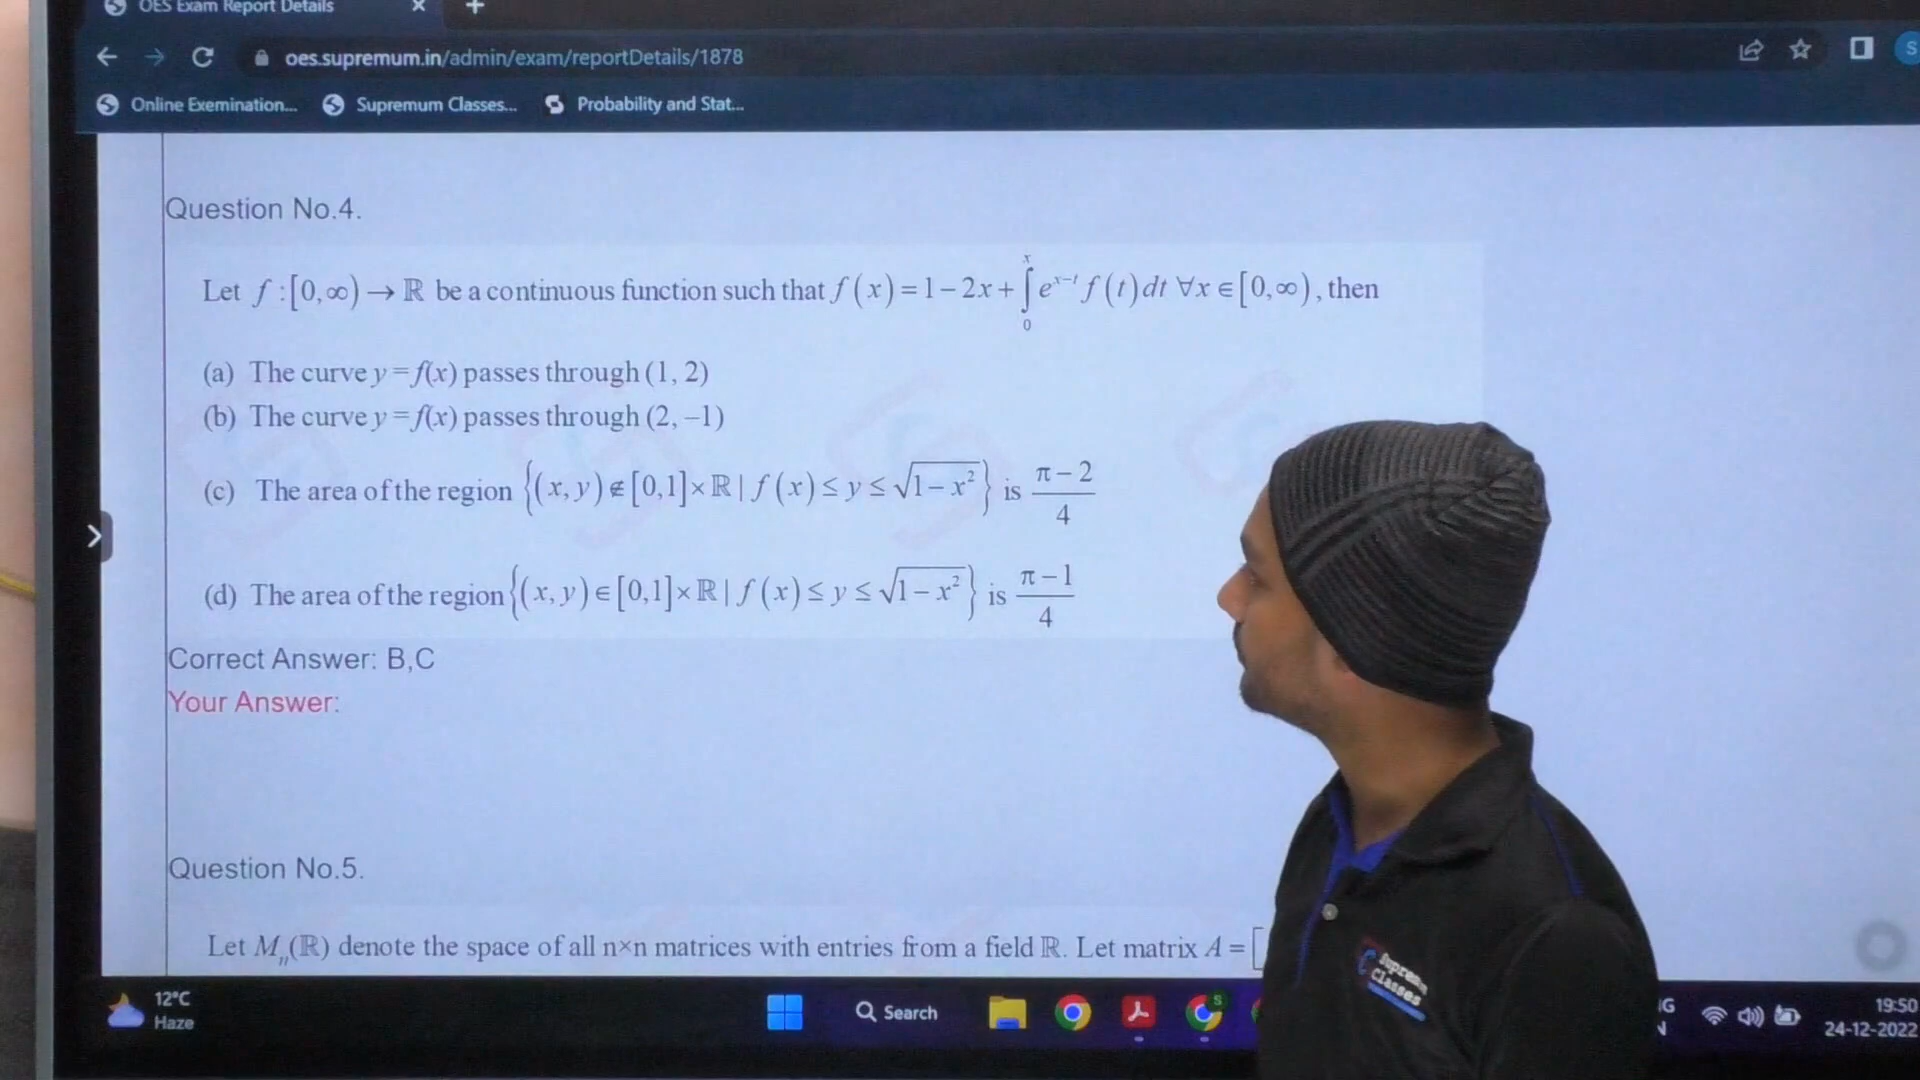 OES Exam Report Details
oes.supremum.in/admin/exam/reportDetails/1878
S
Online Exemination... Supremum Classes... Probability and Stat...
Question No.4.
Let f : [0,∞) → ℝ be a continuous function such that f(x) = 1 − 2x + ∫₀ˣ e^(x−t) f(t) dt ∀x ∈ [0,∞), then
(a) The curve y = f(x) passes through (1, 2)
(b) The curve y = f(x) passes through (2, –1)
(c) The area of the region {(x, y) ∉ [0,1] × ℝ | f(x) ≤ y ≤ √(1 − x²)} is (π − 2)/4
(d) The area of the region {(x, y) ∈ [0,1] × ℝ | f(x) ≤ y ≤ √(1 − x²)} is (π − 1)/4
Correct Answer: B,C
Your Answer:
Question No.5.
Let Mₙ(ℝ) denote the space of all n×n matrices with entries from a field ℝ. Let matrix A = [
Supremum
Classes
12°C
Haze
Search
S
19:50
24-12-2022